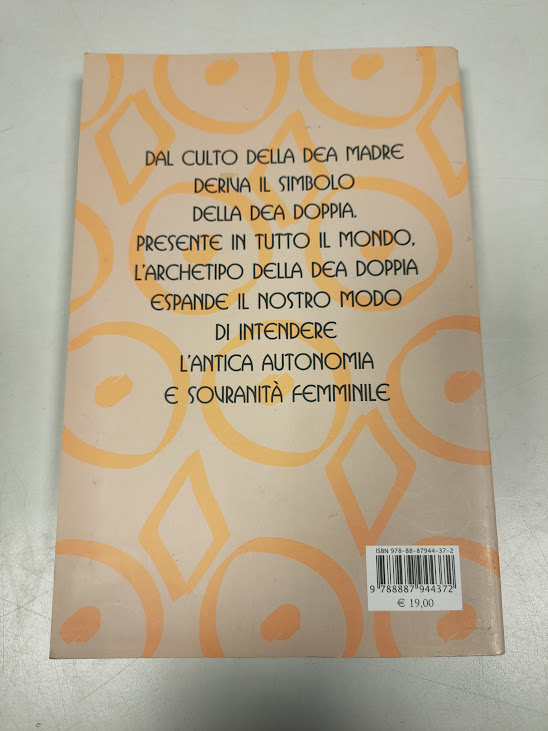 DAL CULTO DELLA DEA MADRE
DERIVA IL SIMBOLO
DELLA DEA DOPPIA.
PRESENTE IN TUTTO IL MONDO,
L'ARCHETIPO DELLA DEA DOPPIA
ESPANDE IL NOSTRO MODO
DI INTENDERE
L'ANTICA AUTONOMIA
E SOVRANITÀ FEMMINILE
ISBN 978-88-87944-37-2
9 788887 944372
€ 19,00